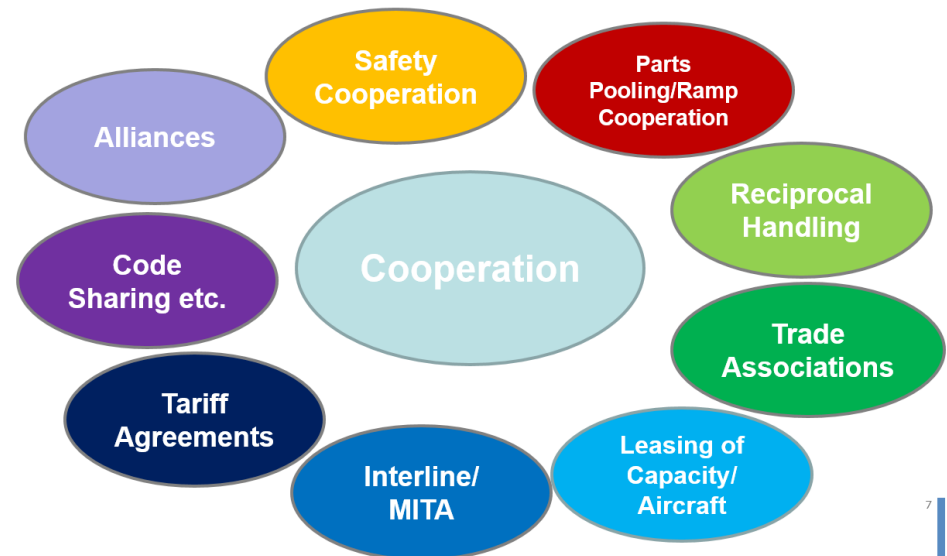 Safety
Cooperation
Parts
Pooling/Ramp
Cooperation
Alliances
Reciprocal
Handling
Cooperation
Code
Sharing etc.
Trade
Associations
Tariff
Agreements
Leasing of
Capacity/
Aircraft
Interline/
MITA
7